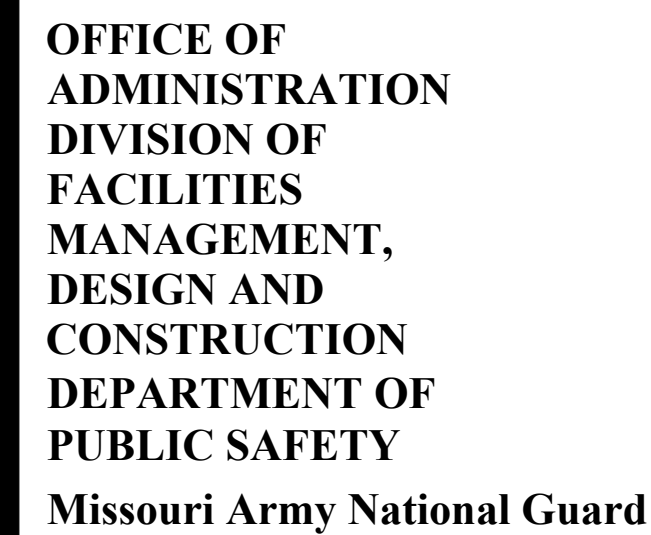 OFFICE OF
ADMINISTRATION
DIVISION OF
FACILITIES
MANAGEMENT,
DESIGN AND
CONSTRUCTION
DEPARTMENT OF
PUBLIC SAFETY
Missouri Army National Guard